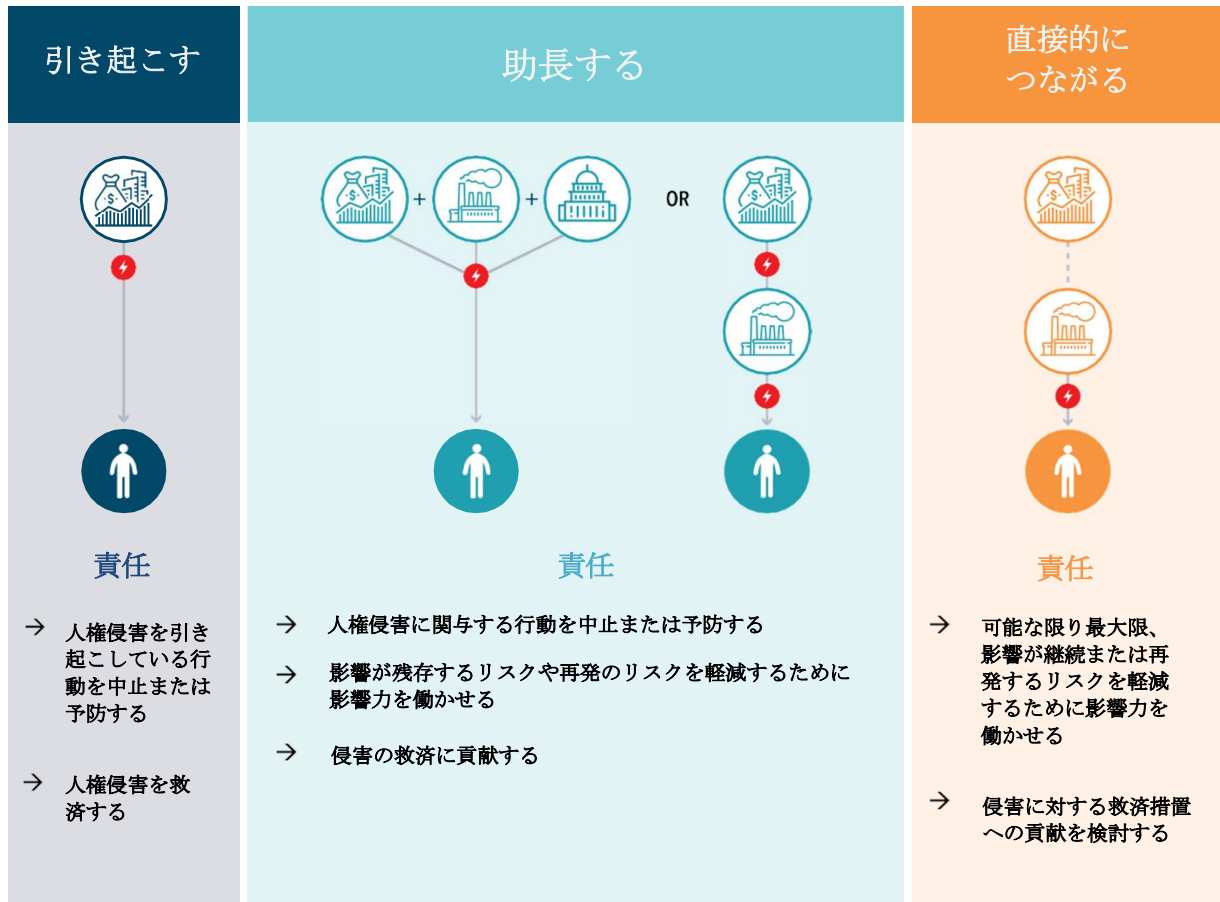 引き起こす
助長する
直接的に
つながる
+
+
OR
責任
→ 人権侵害を引き
起こしている行
動を中止または
予防する
→ 人権侵害を救
済する
責任
→ 人権侵害に関与する行動を中止または予防する
→ 影響が残存するリスクや再発のリスクを軽減するために
影響力を働かせる
→ 侵害の救済に貢献する
責任
→ 可能な限り最大限、
影響が継続または再
発するリスクを軽減
するために影響力を
働かせる
→ 侵害に対する救済措置
への貢献を検討する